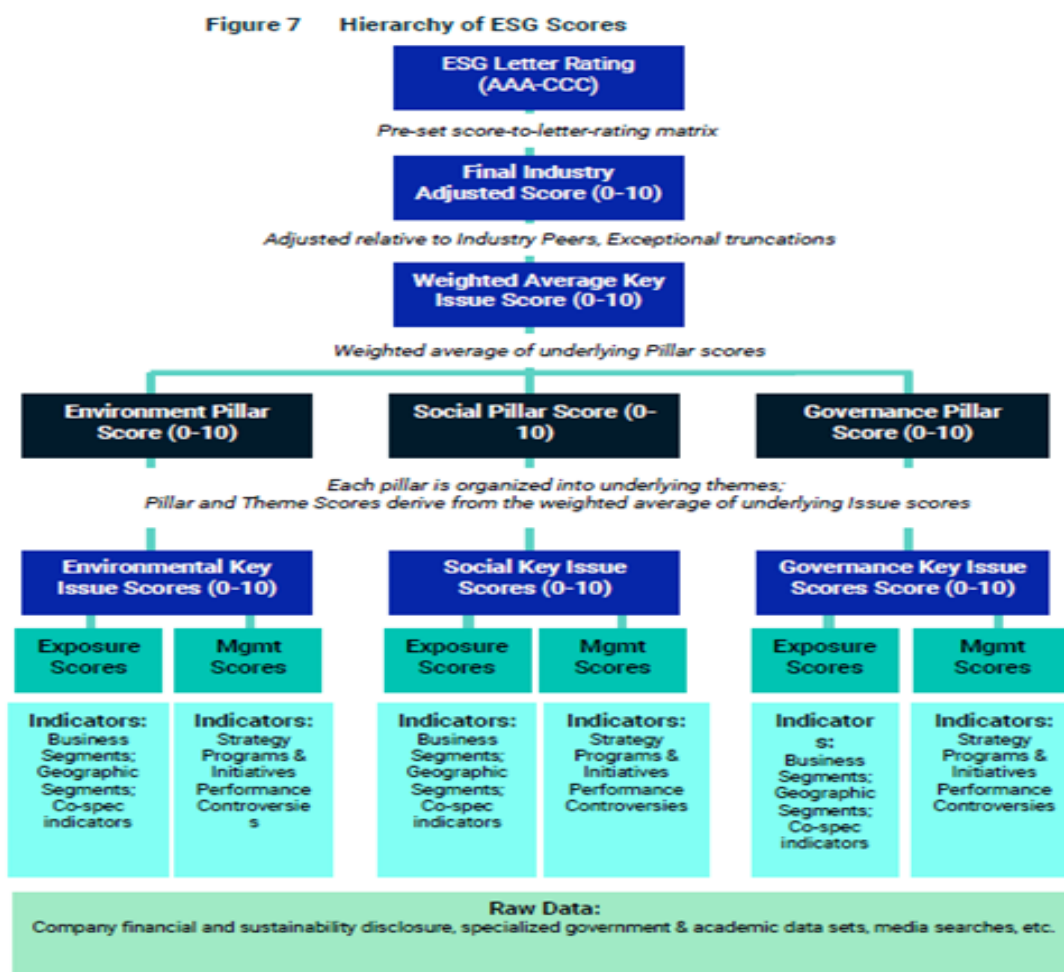 Figure 7 Hierarchy of ESG Scores
ESG Letter Rating
(AAA-CCC)
Pre-set score-to-letter-rating matrix
Final Industry
Adjusted Score (0-10)
Adjusted relative to Industry Peers, Exceptional truncations
Weighted Average Key
Issue Score (0-10)
Weighted average of underlying Pillar scores
Environment Pillar
Score (0-10)
Social Pillar Score (0-
10)
Governance Pillar
Score (0-10)
Each pillar is organized into underlying themes;
Pillar and Theme Scores derive from the weighted average of underlying Issue scores
Environmental Key
Issue Scores (0-10)
Social Key Issue
Scores (0-10)
Governance Key Issue
Scores Score (0-10)
Exposure
Scores
Mgmt
Scores
Exposure
Scores
Mgmt
Scores
Exposure
Scores
Mgmt
Scores
Indicators:
Business
Segments;
Geographic
Segments;
Co-spec
indicators
Indicators:
Strategy
Programs &
Initiatives
Performance
Controversie
s
Indicators:
Business
Segments;
Geographic
Segments;
Co-spec
indicators
Indicators:
Strategy
Programs &
Initiatives
Performance
Controversies
Indicator
s:
Business
Segments;
Geographic
Segments;
Co-spec
indicators
Indicators:
Strategy
Programs &
Initiatives
Performance
Controversies
Raw Data:
Company financial and sustainability disclosure, specialized government & academic data sets, media searches, etc.